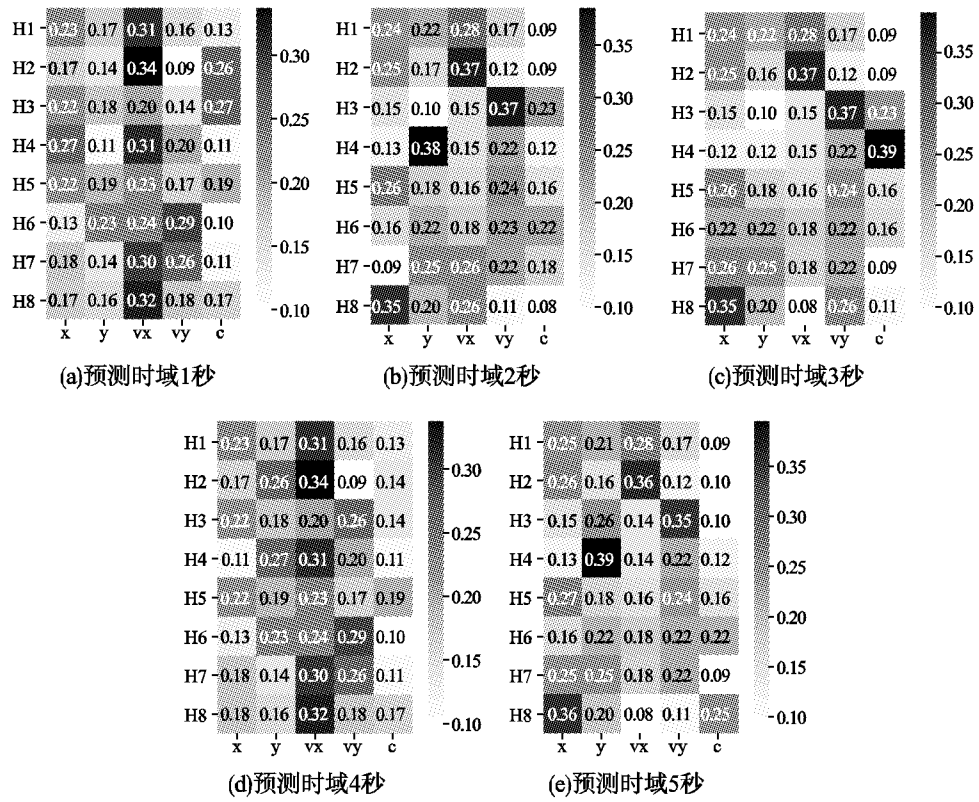 H1 0.23 0.17 0.31 0.16 0.13
H2 0.17 0.14 0.34 0.09 0.26
H3 0.22 0.18 0.20 0.14 0.27
H4 0.27 0.11 0.31 0.20 0.11
H5 0.22 0.19 0.23 0.17 0.19
H6 0.13 0.23 0.24 0.29 0.10
H7 0.18 0.14 0.30 0.26 0.11
H8 0.17 0.16 0.32 0.18 0.17
x y vx vy c
0.30
0.25
0.20
0.15
0.10
(a)预测时域1秒
H1 0.24 0.22 0.28 0.17 0.09
H2 0.25 0.17 0.37 0.12 0.09
H3 0.15 0.10 0.15 0.37 0.23
H4 0.13 0.38 0.15 0.22 0.12
H5 0.26 0.18 0.16 0.24 0.16
H6 0.16 0.22 0.18 0.23 0.22
H7 0.09 0.25 0.26 0.22 0.18
H8 0.35 0.20 0.26 0.11 0.08
x y vx vy c
0.35
0.30
0.25
0.20
0.15
0.10
(b)预测时域2秒
H1 0.24 0.22 0.28 0.17 0.09
H2 0.25 0.16 0.37 0.12 0.09
H3 0.15 0.10 0.15 0.37 0.23
H4 0.12 0.12 0.15 0.22 0.39
H5 0.26 0.18 0.16 0.24 0.16
H6 0.22 0.22 0.18 0.22 0.16
H7 0.26 0.25 0.18 0.22 0.09
H8 0.35 0.20 0.08 0.26 0.11
x y vx vy c
0.35
0.30
0.25
0.20
0.15
0.10
(c)预测时域3秒
H1 0.23 0.17 0.31 0.16 0.13
H2 0.17 0.26 0.34 0.09 0.14
H3 0.22 0.18 0.20 0.26 0.14
H4 0.11 0.27 0.31 0.20 0.11
H5 0.22 0.19 0.23 0.17 0.19
H6 0.13 0.23 0.24 0.29 0.10
H7 0.18 0.14 0.30 0.26 0.11
H8 0.18 0.16 0.32 0.18 0.17
x y vx vy c
0.30
0.25
0.20
0.15
0.10
(d)预测时域4秒
H1 0.25 0.21 0.28 0.17 0.09
H2 0.26 0.16 0.36 0.12 0.10
H3 0.15 0.26 0.14 0.35 0.10
H4 0.13 0.39 0.14 0.22 0.12
H5 0.27 0.18 0.16 0.24 0.16
H6 0.16 0.22 0.18 0.22 0.22
H7 0.25 0.25 0.18 0.22 0.09
H8 0.36 0.20 0.08 0.11 0.25
x y vx vy c
0.35
0.30
0.25
0.20
0.15
0.10
(e)预测时域5秒